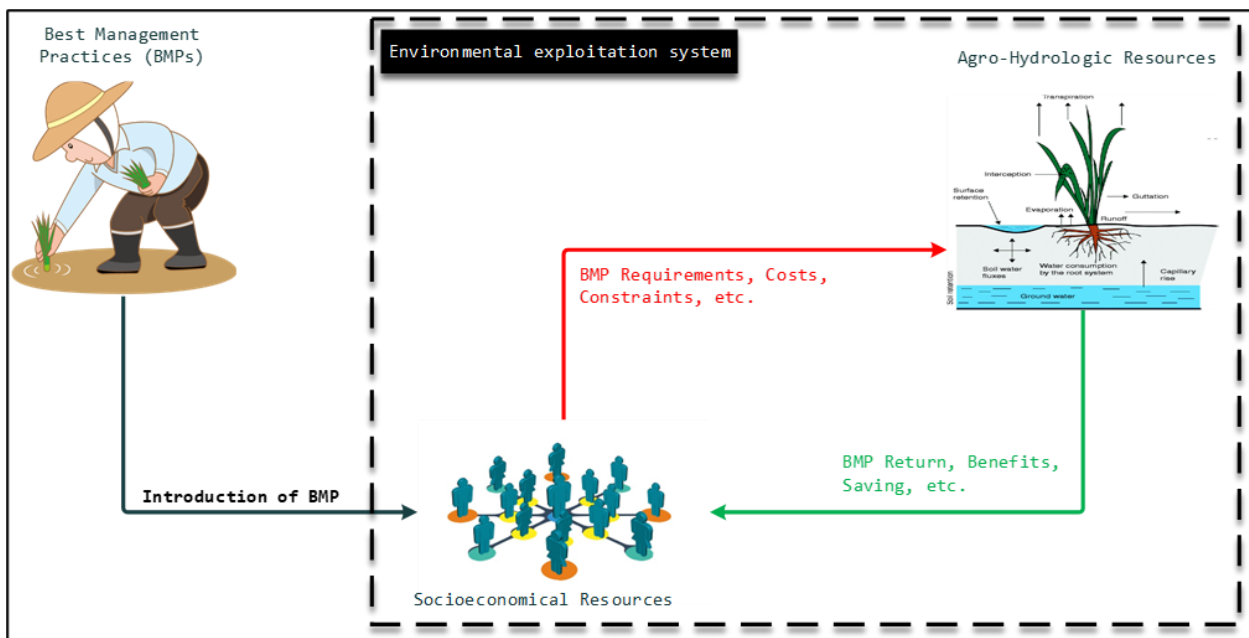 Best Management
Practices (BMPs)
Environmental exploitation system
Agro-Hydrologic Resources
Transpiration
Interception
Surface
retention
Guttation
Evaporation
Runoff
Soil water
fluxes
Water consumption
by the root system
Capillary
rise
Ground water
Soil retention
BMP Requirements, Costs,
Constraints, etc.
BMP Return, Benefits,
Saving, etc.
Introduction of BMP
Socioeconomical Resources